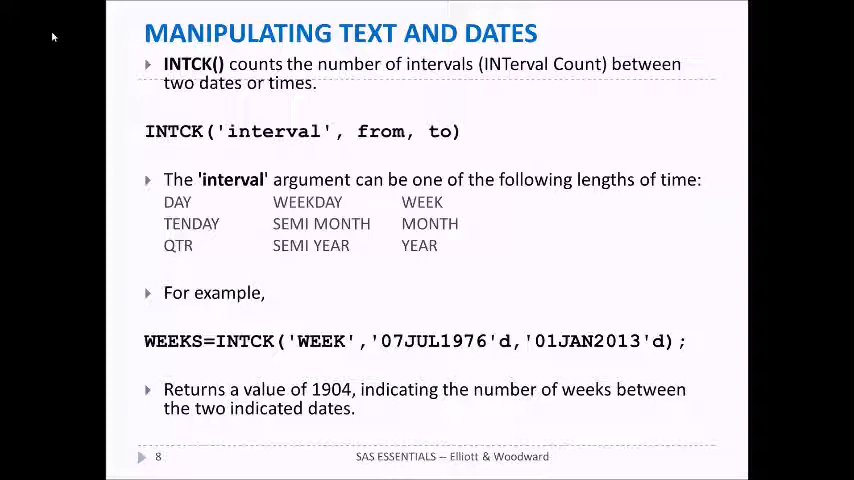 MANIPULATING TEXT AND DATES
INTCK() counts the number of intervals (INTerval Count) between
two dates or times.
INTCK('interval', from, to)
The 'interval' argument can be one of the following lengths of time:
DAY WEEKDAY WEEK
TENDAY SEMI MONTH MONTH
QTR SEMI YEAR YEAR
For example,
WEEKS=INTCK('WEEK','07JUL1976'd,'01JAN2013'd);
Returns a value of 1904, indicating the number of weeks between
the two indicated dates.
8 SAS ESSENTIALS -- Elliott & Woodward